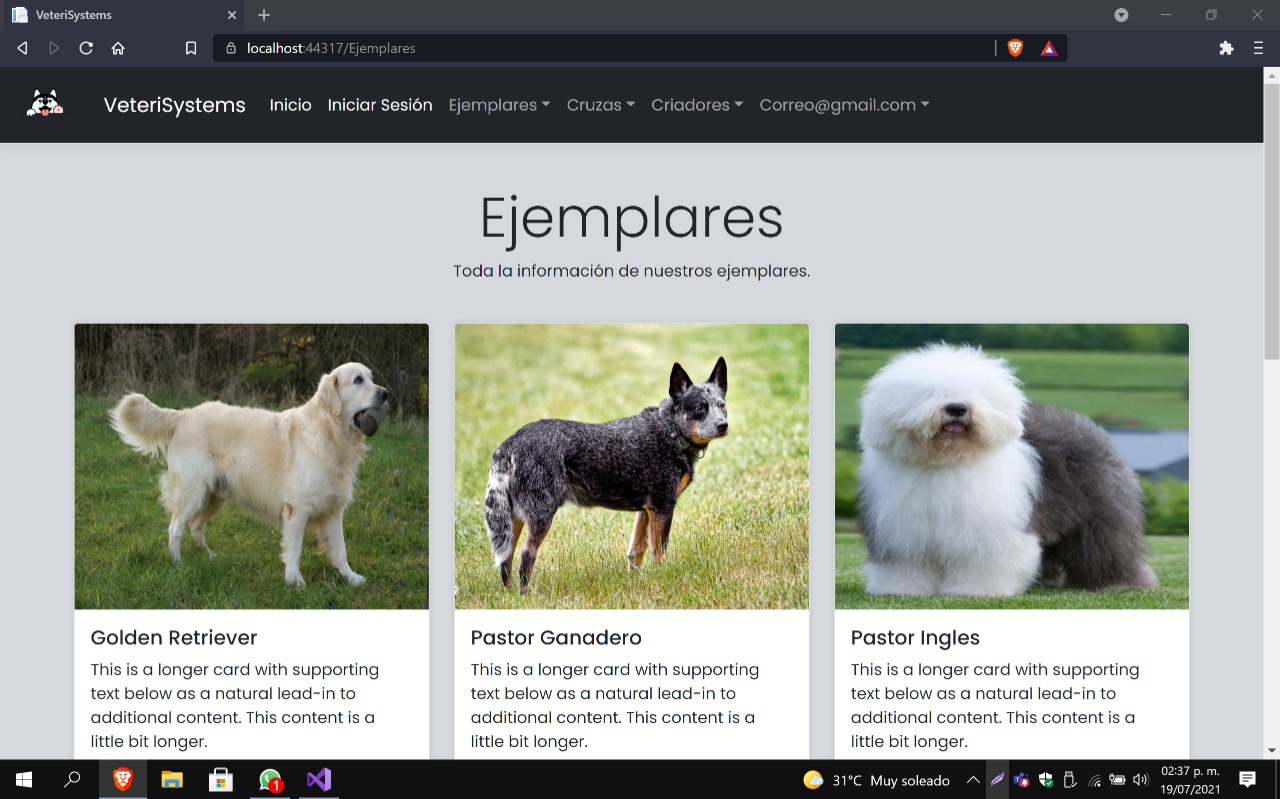 VeteriSystems
localhost:44317/Ejemplares
VeteriSystems Inicio Iniciar Sesión Ejemplares Cruzas Criadores Correo@gmail.com
Ejemplares
Toda la información de nuestros ejemplares.
Golden Retriever
This is a longer card with supporting
text below as a natural lead-in to
additional content. This content is a
little bit longer.
Pastor Ganadero
This is a longer card with supporting
text below as a natural lead-in to
additional content. This content is a
little bit longer.
Pastor Ingles
This is a longer card with supporting
text below as a natural lead-in to
additional content. This content is a
little bit longer.
1
31°C Muy soleado
02:37 p. m.
19/07/2021